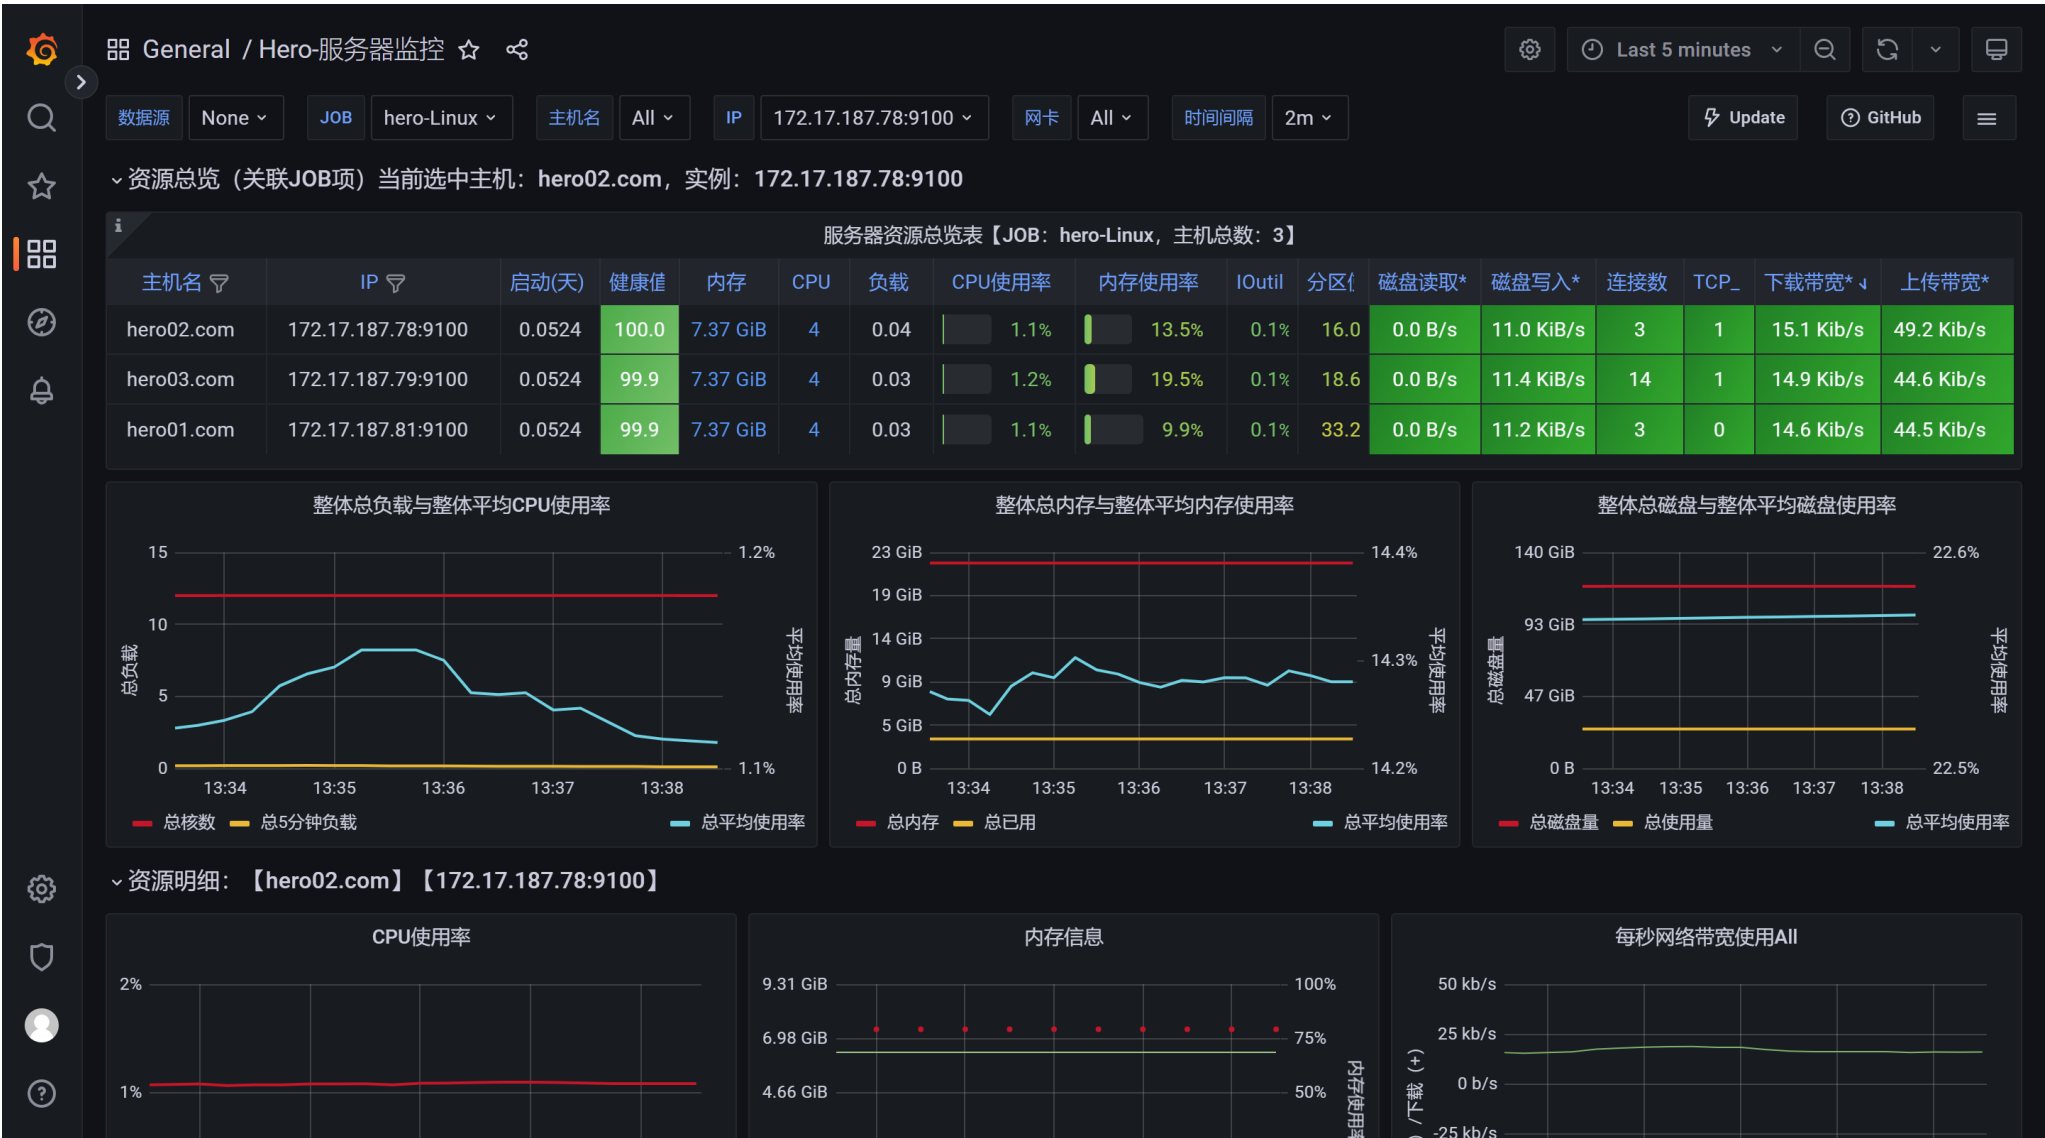 General / Hero-服务器监控
Last 5 minutes
数据源 None JOB hero-Linux 主机名 All IP 172.17.187.78:9100 网卡 All 时间间隔 2m Update GitHub
资源总览（关联JOB项）当前选中主机：hero02.com，实例：172.17.187.78:9100
服务器资源总览表【JOB：hero-Linux，主机总数：3】
主机名 IP 启动(天) 健康值 内存 CPU 负载 CPU使用率 内存使用率 IOutil 分区 磁盘读取* 磁盘写入* 连接数 TCP_ 下载带宽* 上传带宽*
hero02.com 172.17.187.78:9100 0.0524 100.0 7.37 GiB 4 0.04 1.1% 13.5% 0.1% 16.0 0.0 B/s 11.0 KiB/s 3 1 15.1 Kib/s 49.2 Kib/s
hero03.com 172.17.187.79:9100 0.0524 99.9 7.37 GiB 4 0.03 1.2% 19.5% 0.1% 18.6 0.0 B/s 11.4 KiB/s 14 1 14.9 Kib/s 44.6 Kib/s
hero01.com 172.17.187.81:9100 0.0524 99.9 7.37 GiB 4 0.03 1.1% 9.9% 0.1% 33.2 0.0 B/s 11.2 KiB/s 3 0 14.6 Kib/s 44.5 Kib/s
整体总负载与整体平均CPU使用率
15
10
5
0
总负载
1.2%
1.1%
平均使用率
13:34 13:35 13:36 13:37 13:38
总核数 总5分钟负载 总平均使用率
整体总内存与整体平均内存使用率
23 GiB
19 GiB
14 GiB
9 GiB
5 GiB
0 B
总内存量
14.4%
14.3%
14.2%
平均使用率
13:34 13:35 13:36 13:37 13:38
总内存 总已用 总平均使用率
整体总磁盘与整体平均磁盘使用率
140 GiB
93 GiB
47 GiB
0 B
总磁盘量
22.6%
22.5%
平均使用率
13:34 13:35 13:36 13:37 13:38
总磁盘量 总使用量 总平均使用率
资源明细：【hero02.com】【172.17.187.78:9100】
CPU使用率
2%
1%
内存信息
9.31 GiB
6.98 GiB
4.66 GiB
100%
75%
50%
内存使用率
每秒网络带宽使用All
50 kb/s
25 kb/s
0 b/s
-25 kb/s
/下载（+）